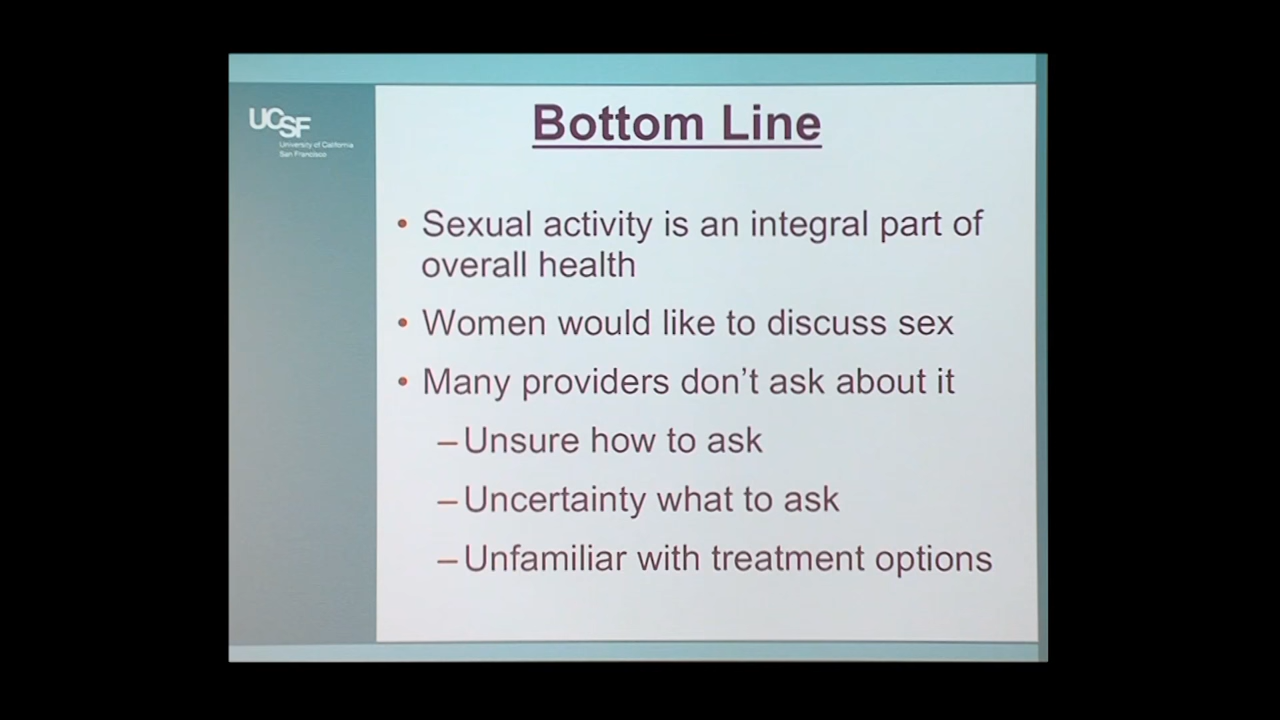 UCSF
University of California
San Francisco
Bottom Line
• Sexual activity is an integral part of
overall health
• Women would like to discuss sex
• Many providers don't ask about it
– Unsure how to ask
– Uncertainty what to ask
– Unfamiliar with treatment options